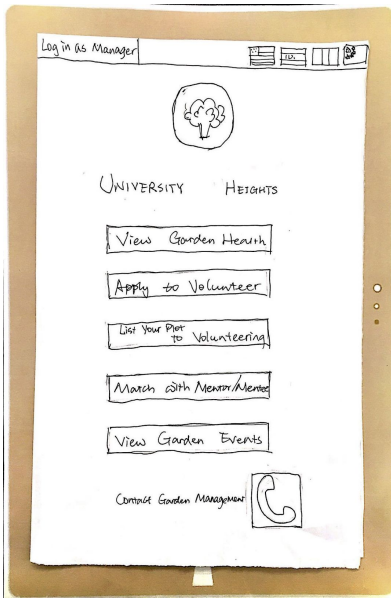 Log in as Manager
UNIVERSITY HEIGHTS
View Garden Health
Apply to Volunteer
List Your Plot
to Volunteering
Match with Mentor/Mentee
View Garden Events
Contact Garden Management